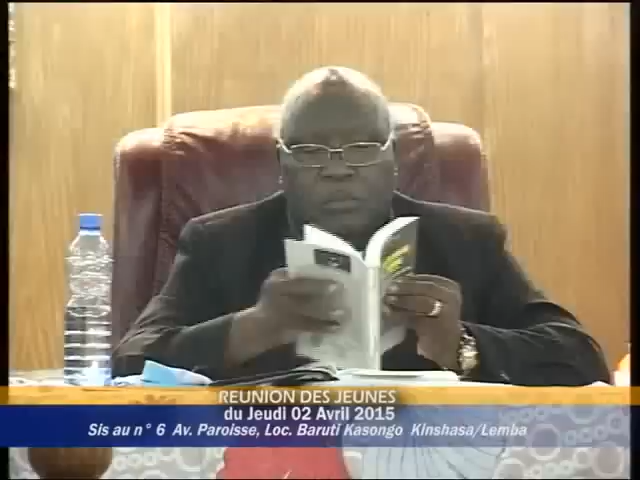 REUNION DES JEUNES
du Jeudi 02 Avril 2015
Sis au n° 6 Av. Paroisse, Loc. Baruti Kasongo Kinshasa/Lemba